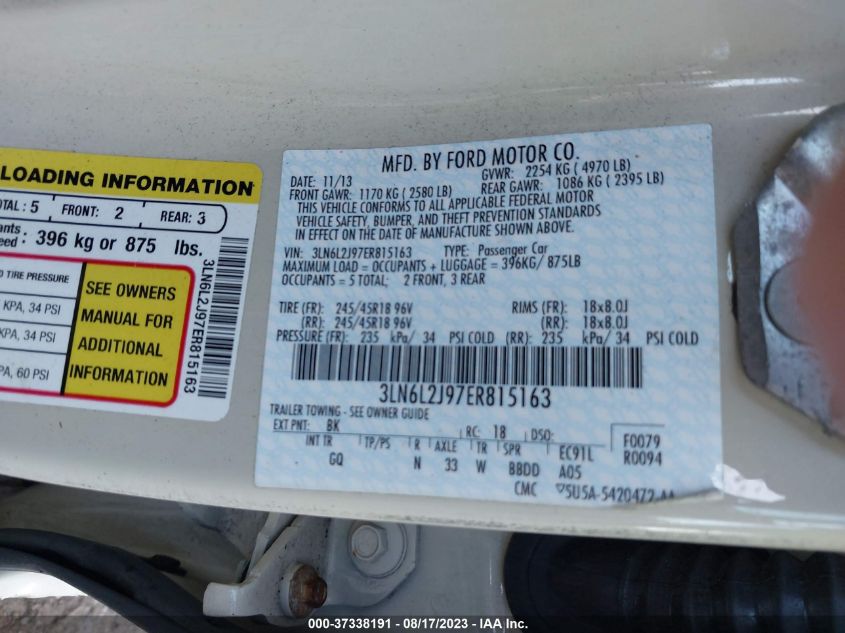 LOADING INFORMATION
OTAL : 5 FRONT: 2 REAR: 3
ants
eed : 396 kg or 875 lbs.
D TIRE PRESSURE
KPA, 34 PSI
KPA, 34 PSI
PA, 60 PSI
SEE OWNERS
MANUAL FOR
ADDITIONAL
INFORMATION
3LN6L2J97ER815163
MFD. BY FORD MOTOR CO.
DATE: 11/13 GVWR: 2254 KG ( 4970 LB)
FRONT GAWR: 1170 KG ( 2580 LB) REAR GAWR: 1086 KG ( 2395 LB)
THIS VEHICLE CONFORMS TO ALL APPLICABLE FEDERAL MOTOR
VEHICLE SAFETY, BUMPER, AND THEFT PREVENTION STANDARDS
IN EFFECT ON THE DATE OF MANUFACTURE SHOWN ABOVE.
VIN: 3LN6L2J97ER815163 TYPE: Passenger Car
MAXIMUM LOAD = OCCUPANTS + LUGGAGE = 396KG/ 875LB
OCCUPANTS = 5 TOTAL: 2 FRONT, 3 REAR
TIRE (FR): 245/45R18 96V RIMS (FR): 18x8.0J
(RR): 245/45R18 96V (RR): 18x8.0J
PRESSURE (FR): 235 kPa/ 34 PSI COLD (RR): 235 kPa/ 34 PSI COLD
3LN6L2J97ER815163
TRAILER TOWING - SEE OWNER GUIDE
EXT PNT: BK RC: 18 DSO: F0079
INT TR TP/PS R AXLE TR SPR EC91L R0094
GQ N 33 W BBDD A05
CMC 5U5A-5420472-AA
000-37338191 - 08/17/2023 - IAA Inc.